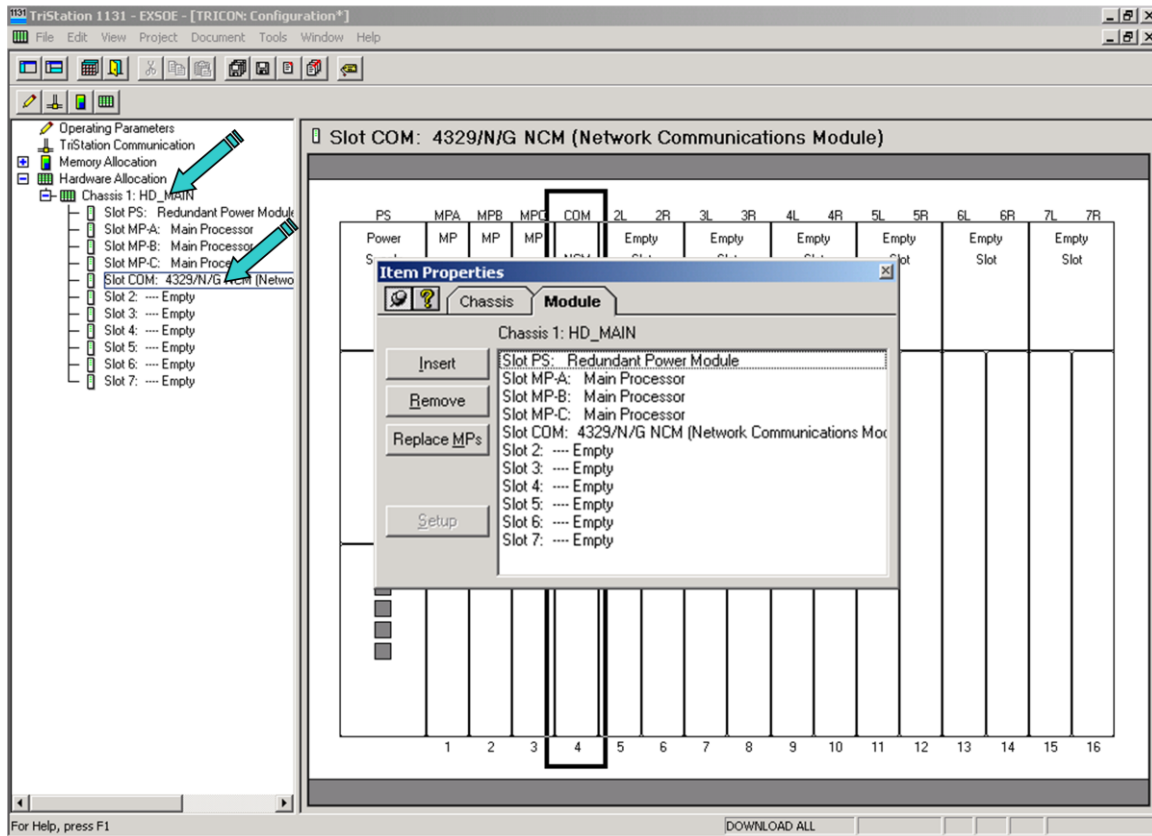 TriStation 1131 - EXSOE - [TRICON: Configuration*]
File Edit View Project Document Tools Window Help
Operating Parameters
TriStation Communication
Memory Allocation
Hardware Allocation
Chassis 1: HD_MAIN
Slot PS: Redundant Power Module
Slot MP-A: Main Processor
Slot MP-B: Main Processor
Slot MP-C: Main Processor
Slot COM: 4329/N/G NCM (Netwo
Slot 2: ---- Empty
Slot 3: ---- Empty
Slot 4: ---- Empty
Slot 5: ---- Empty
Slot 6: ---- Empty
Slot 7: ---- Empty
Slot COM: 4329/N/G NCM (Network Communications Module)
PS MPA MPB MPC COM 2L 2R 3L 3R 4L 4R 5L 5R 6L 6R 7L 7R
Power MP MP MP Empty Empty Empty Empty Empty Empty
Slot Slot
Item Properties
Chassis Module
Chassis 1: HD_MAIN
Insert
Remove
Replace MPs
Setup
Slot PS: Redundant Power Module
Slot MP-A: Main Processor
Slot MP-B: Main Processor
Slot MP-C: Main Processor
Slot COM: 4329/N/G NCM (Network Communications Mod
Slot 2: ---- Empty
Slot 3: ---- Empty
Slot 4: ---- Empty
Slot 5: ---- Empty
Slot 6: ---- Empty
Slot 7: ---- Empty
1 2 3 4 5 6 7 8 9 10 11 12 13 14 15 16
For Help, press F1
DOWNLOAD ALL